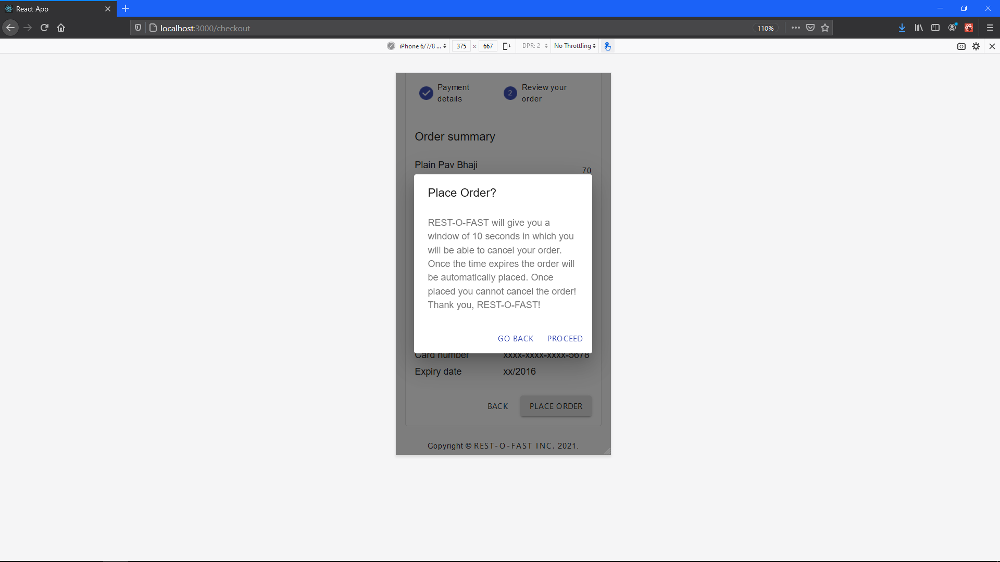 React App
localhost:3000/checkout
110%
iPhone 6/7/8 ...
375 × 667
DPR: 2
No Throttling
Payment
details
2
Review your
order
Order summary
Plain Pav Bhaji
70
Place Order?
REST-O-FAST will give you a
window of 10 seconds in which you
will be able to cancel your order.
Once the time expires the order will
be automatically placed. Once
placed you cannot cancel the order!
Thank you, REST-O-FAST!
GO BACK
PROCEED
Card number
xxxx-xxxx-xxxx-5678
Expiry date
xx/2016
BACK
PLACE ORDER
Copyright © REST-O-FAST INC. 2021.